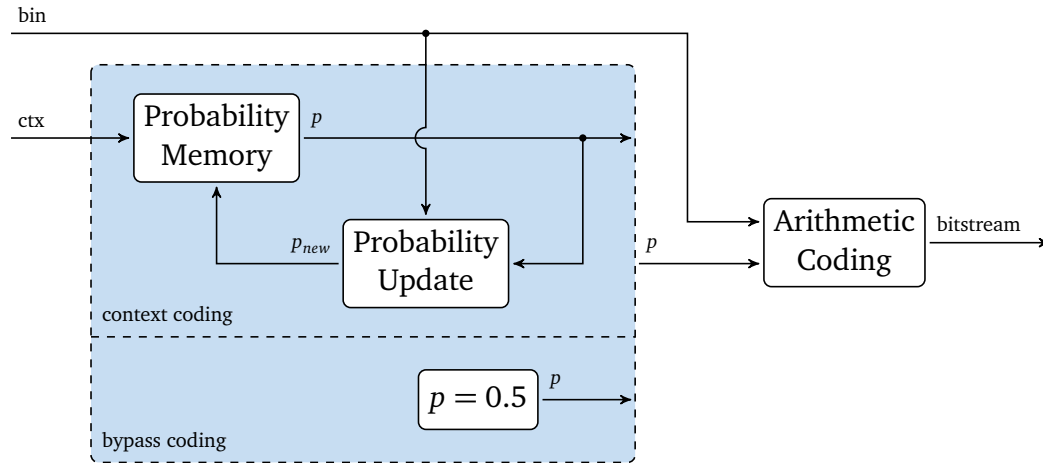 bin
ctx
Probability
Memory
p
p_new
Probability
Update
p
Arithmetic
Coding
bitstream
context coding
p = 0.5
p
bypass coding